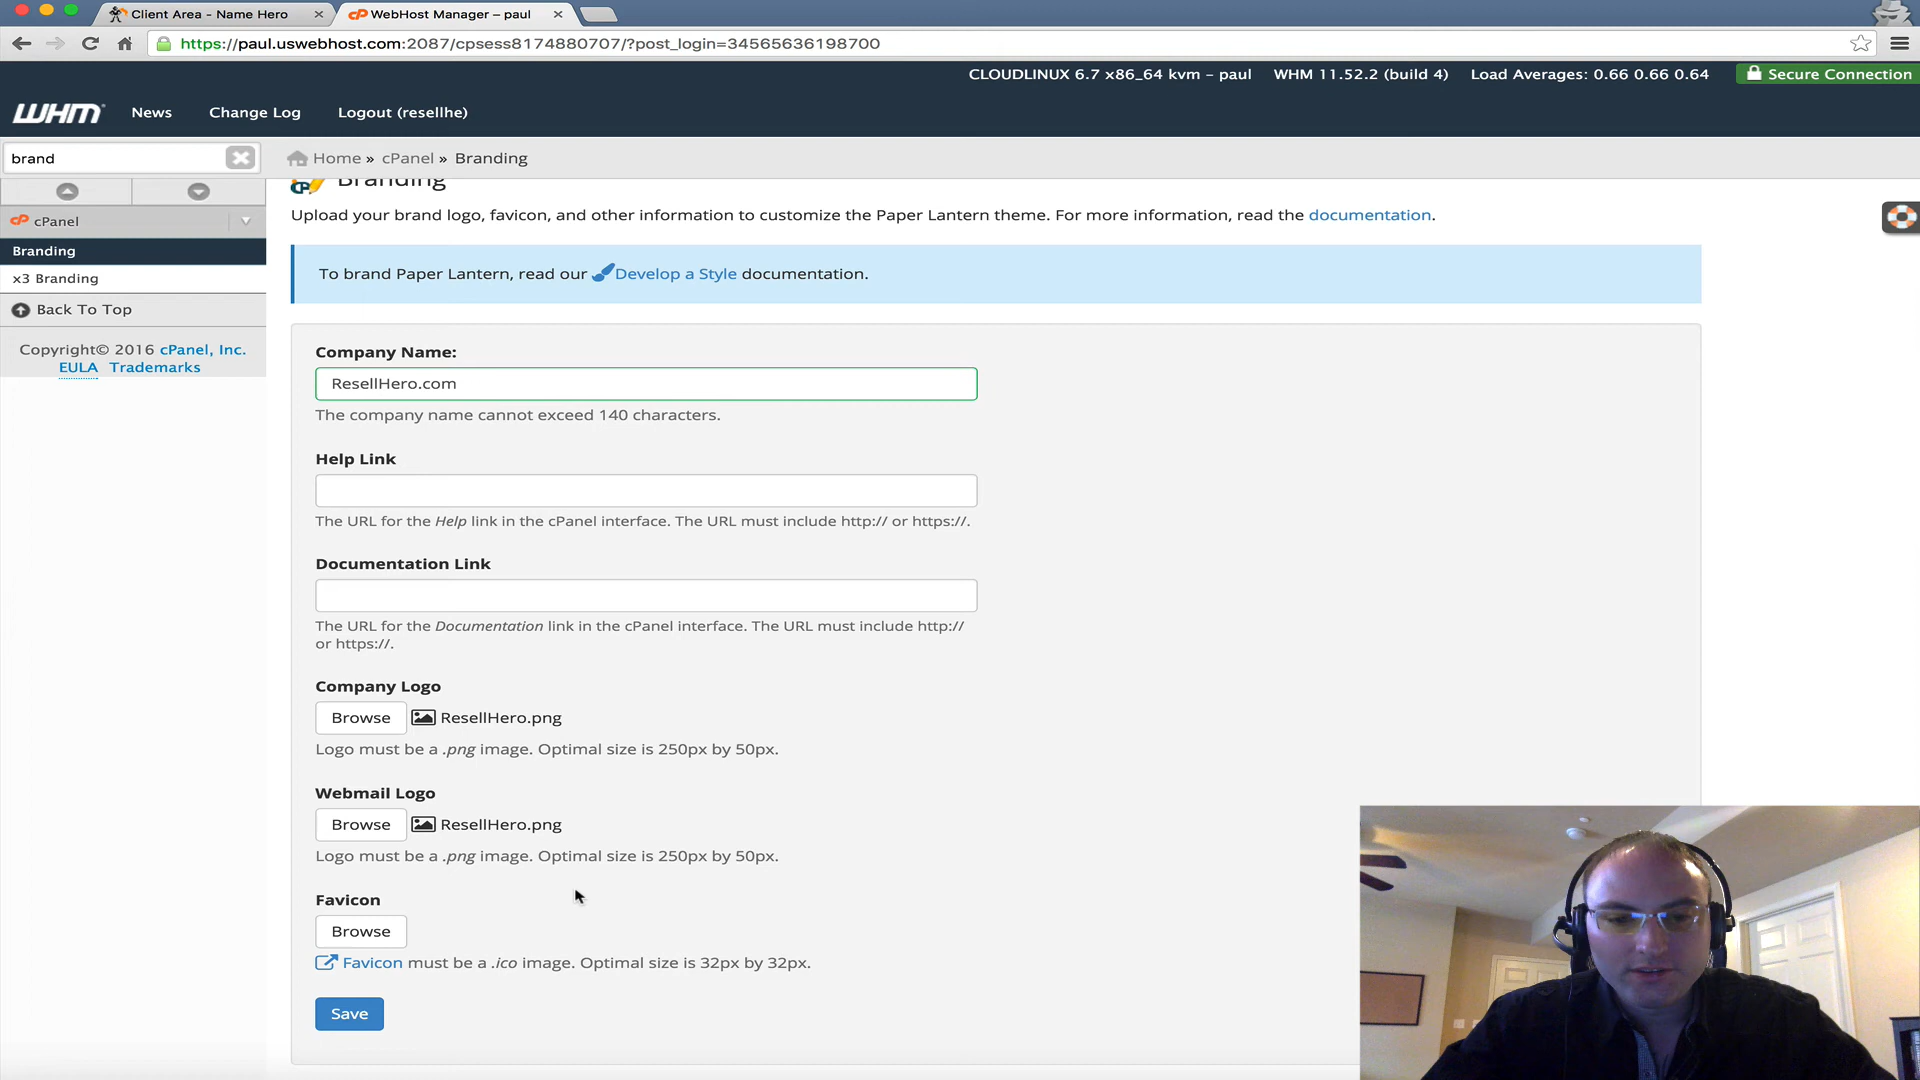 Client Area - Name Hero
WebHost Manager – paul
https://paul.uswebhost.com:2087/cpsess8174880707/?post_login=34565636198700
CLOUDLINUX 6.7 x86_64 kvm – paul WHM 11.52.2 (build 4) Load Averages: 0.66 0.66 0.64 Secure Connection
WHM News Change Log Logout (resellhe)
brand
Home » cPanel » Branding
cPanel
Branding
x3 Branding
Back To Top
Copyright© 2016 cPanel, Inc.
EULA Trademarks
Branding
Upload your brand logo, favicon, and other information to customize the Paper Lantern theme. For more information, read the documentation.
To brand Paper Lantern, read our Develop a Style documentation.
Company Name:
ResellHero.com
The company name cannot exceed 140 characters.
Help Link
The URL for the Help link in the cPanel interface. The URL must include http:// or https://.
Documentation Link
The URL for the Documentation link in the cPanel interface. The URL must include http://
or https://.
Company Logo
Browse ResellHero.png
Logo must be a .png image. Optimal size is 250px by 50px.
Webmail Logo
Browse ResellHero.png
Logo must be a .png image. Optimal size is 250px by 50px.
Favicon
Browse
Favicon must be a .ico image. Optimal size is 32px by 32px.
Save